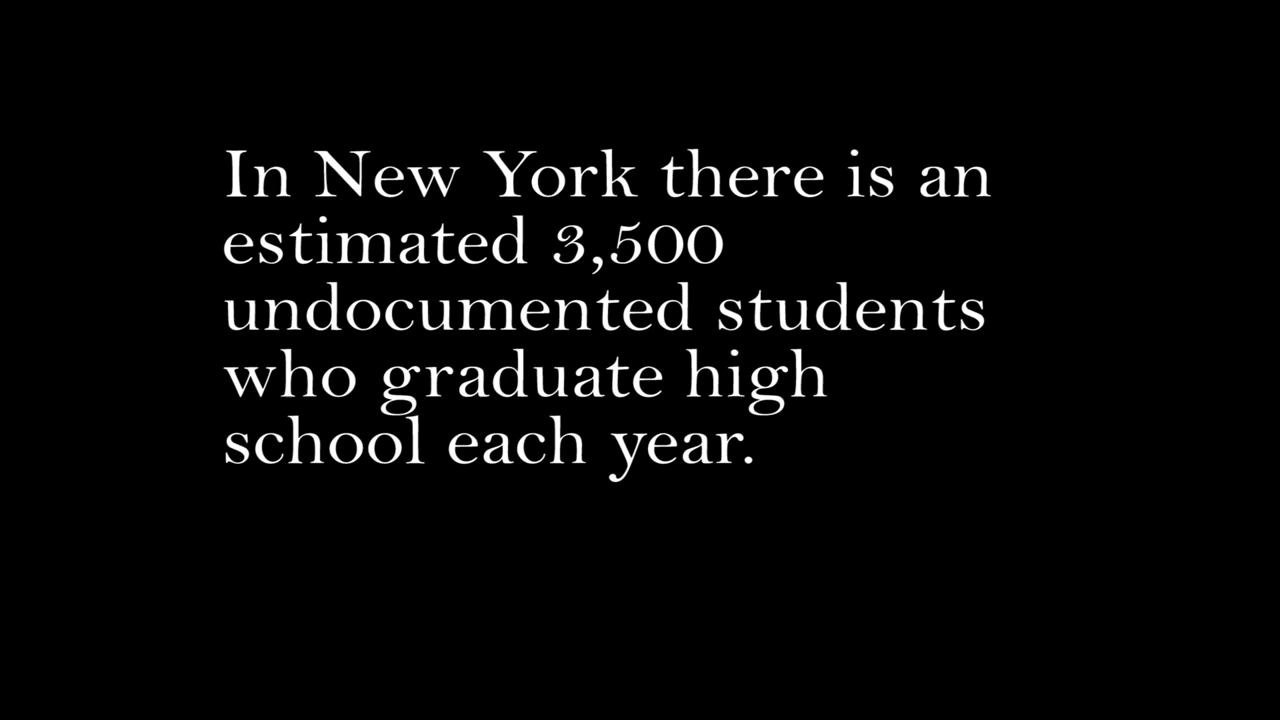 In New York there is an
estimated 3,500
undocumented students
who graduate high
school each year.